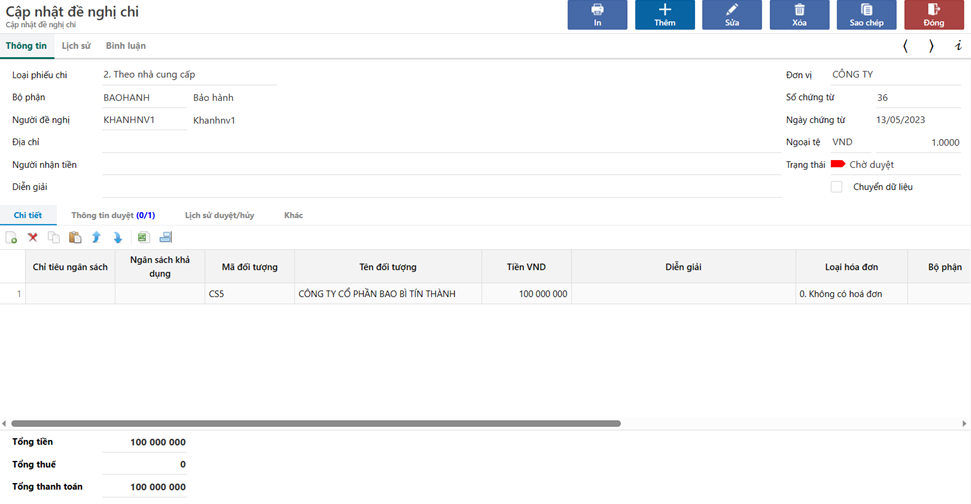 Cập nhật đề nghị chi
Cập nhật đề nghị chi
In Thêm Sửa Xóa Sao chép Đóng
Thông tin Lịch sử Bình luận
Loại phiếu chi 2. Theo nhà cung cấp Đơn vị CÔNG TY
Bộ phận BAOHANH Bảo hành Số chứng từ 36
Người đề nghị KHANHNV1 Khanhnv1 Ngày chứng từ 13/05/2023
Địa chỉ Ngoại tệ VND 1.0000
Người nhận tiền Trạng thái Chờ duyệt
Diễn giải Chuyển dữ liệu
Chi tiết Thông tin duyệt (0/1) Lịch sử duyệt/hủy Khác
Chỉ tiêu ngân sách Ngân sách khả dụng Mã đối tượng Tên đối tượng Tiền VND Diễn giải Loại hóa đơn Bộ phận
1 CS5 CÔNG TY CỔ PHẦN BAO BÌ TÍN THÀNH 100 000 000 0. Không có hoá đơn
Tổng tiền 100 000 000
Tổng thuế 0
Tổng thanh toán 100 000 000